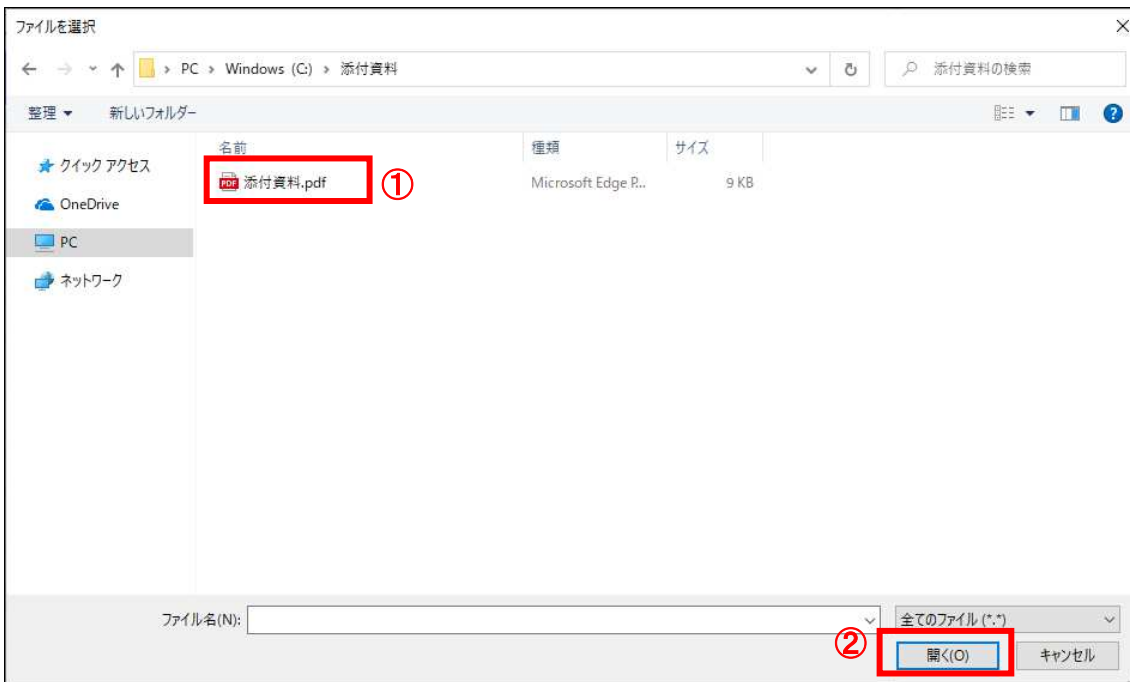 ファイルを選択
PC › Windows (C:) › 添付資料
添付資料の検索
整理 新しいフォルダー
名前 種類 サイズ
クイック アクセス
PDF 添付資料.pdf ① Microsoft Edge P... 9 KB
OneDrive
PC
ネットワーク
ファイル名(N): 全てのファイル (*.*)
② 開く(O) キャンセル